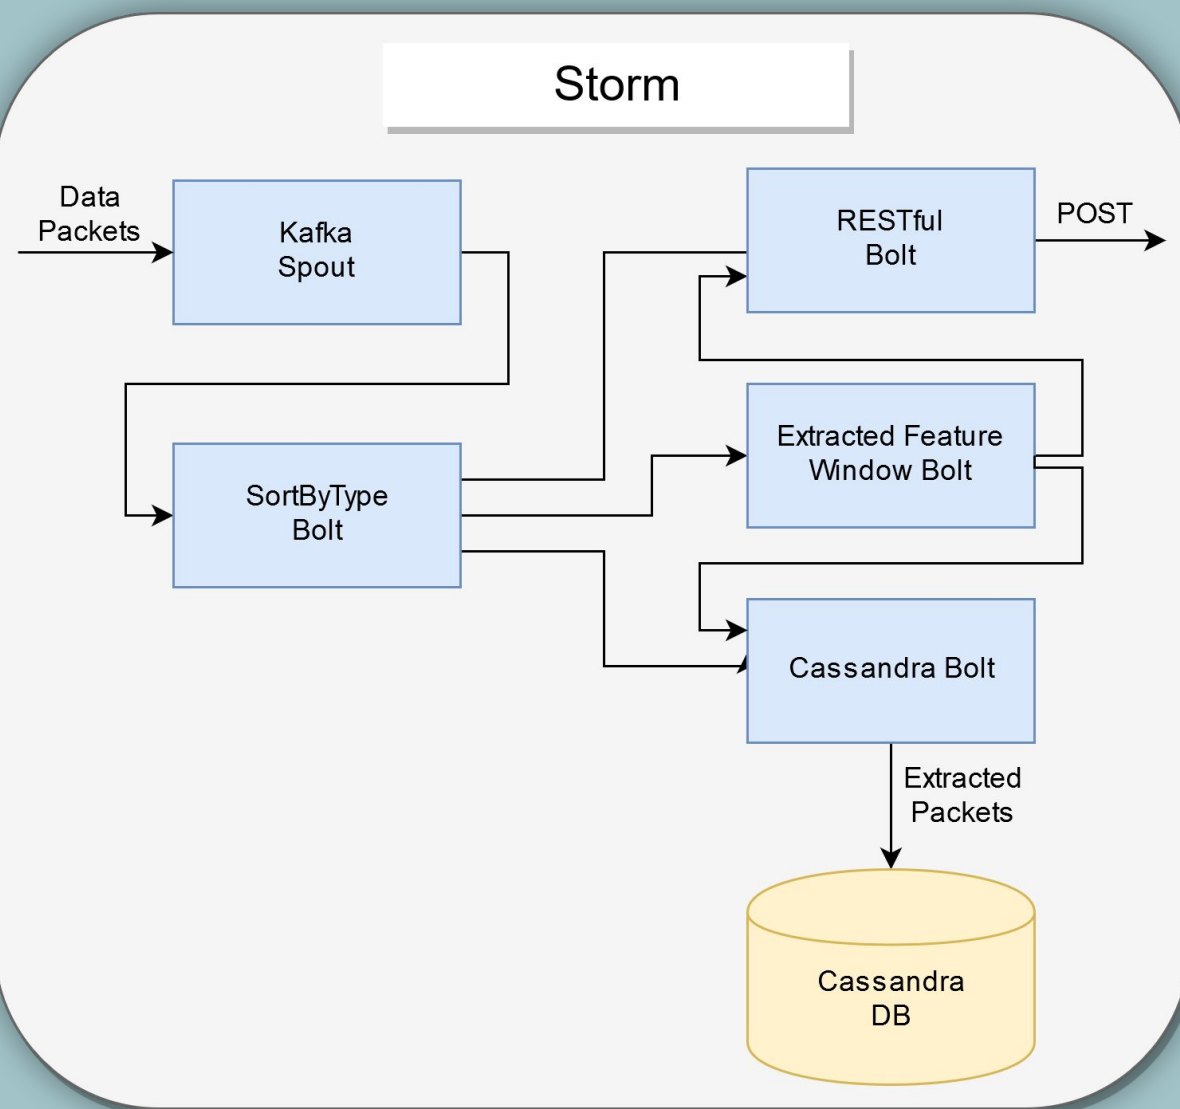 Storm
Data
Packets
Kafka
Spout
RESTful
Bolt
POST
SortByType
Bolt
Extracted Feature
Window Bolt
Cassandra Bolt
Extracted
Packets
Cassandra
DB